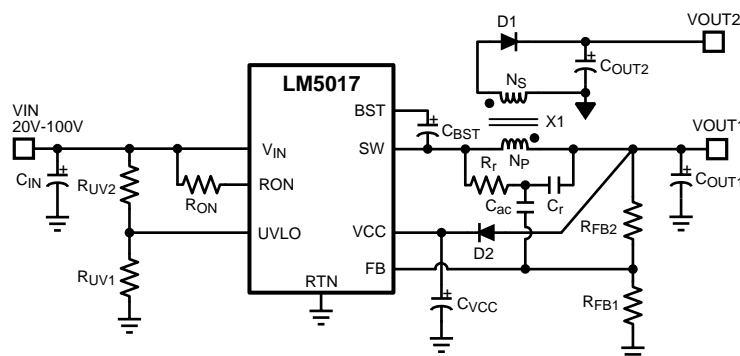 D1
VOUT2
LM5017
NS
COUT2
BST
X1
VIN
20V-100V
+
CBST
VOUT1
VIN
SW
NP
CIN
RUV2
RON
RON
Rr
Cr
COUT1
Cac
RFB2
UVLO
VCC
D2
FB
RUV1
RTN
CVCC
RFB1